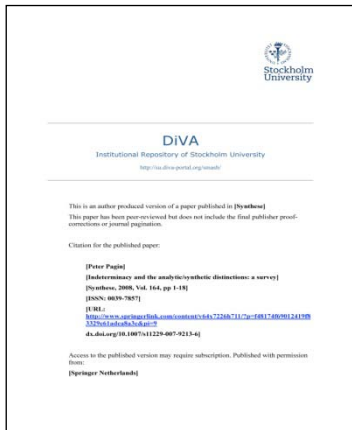 Stockholm
University
DiVA
Institutional Repository of Stockholm University
http://su.diva-portal.org/smash/
This is an author produced version of a paper published in [Synthese]
This paper has been peer-reviewed but does not include the final publisher proof-
corrections or journal pagination.
Citation for the published paper:
[Peter Pagin]
[Indeterminacy and the analytic/synthetic distinctions: a survey]
[Synthese, 2008, Vol. 164, pp 1-18]
[ISSN: 0039-7857]
[URL:
dx.doi.org/10.1007/s11229-007-9213-6]
Access to the published version may require subscription. Published with permission
from:
[Springer Netherlands]